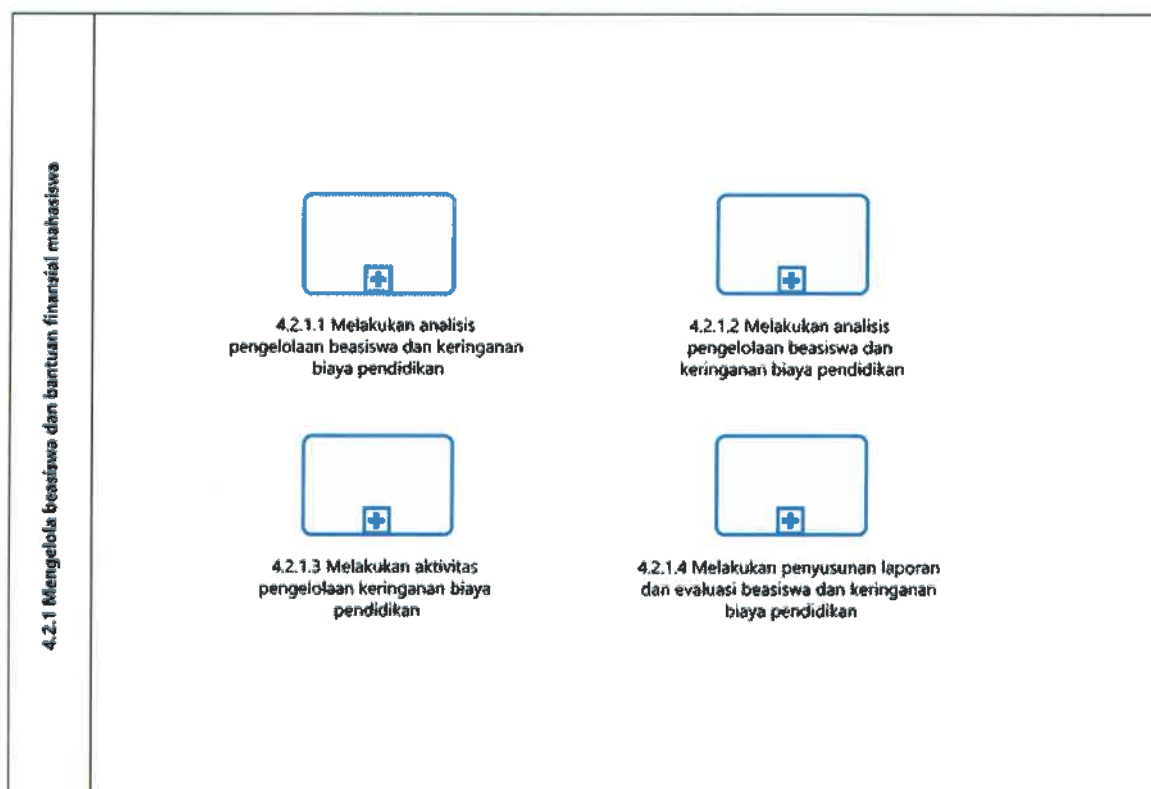 4.2.1 Mengelola beasiswa dan bantuan finansial mahasiswa
4.2.1.1 Melakukan analisis
pengelolaan beasiswa dan keringanan
biaya pendidikan
4.2.1.2 Melakukan analisis
pengelolaan beasiswa dan
keringanan biaya pendidikan
4.2.1.3 Melakukan aktivitas
pengelolaan keringanan biaya
pendidikan
4.2.1.4 Melakukan penyusunan laporan
dan evaluasi beasiswa dan keringanan
biaya pendidikan